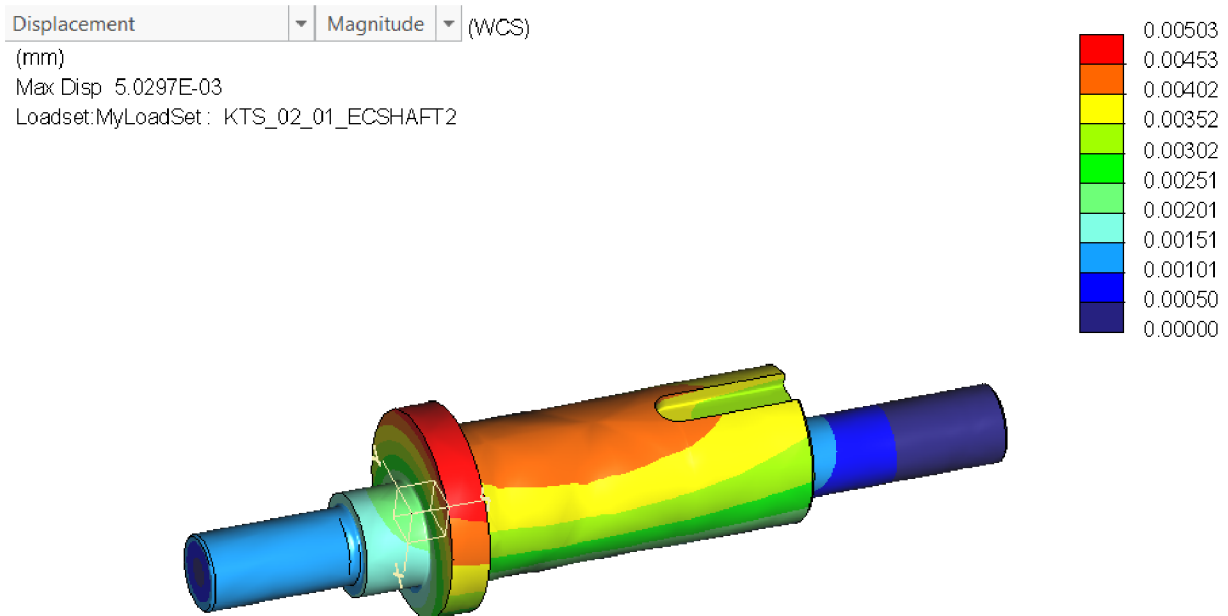 Displacement Magnitude (WCS)
(mm)
Max Disp 5.0297E-03
Loadset:MyLoadSet : KTS_02_01_ECSHAFT2
0.00503
0.00453
0.00402
0.00352
0.00302
0.00251
0.00201
0.00151
0.00101
0.00050
0.00000